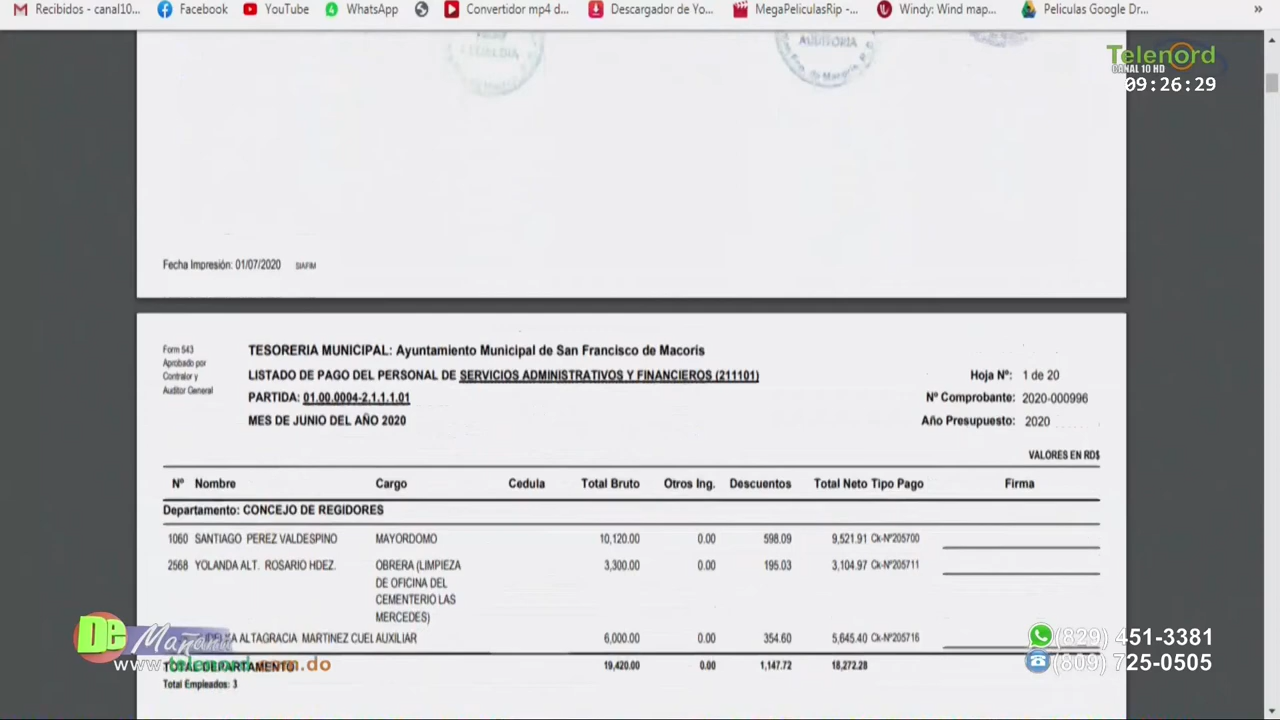 Recibidos - canal10... Facebook YouTube WhatsApp Convertidor mp4 d... Descargador de Yo... MegaPeliculasRip -... Windy: Wind map... Peliculas Google Dr... »
AUDITORIA
Telenord
CANAL 10 HD
09:26:29
Fecha Impresión: 01/07/2020 SIAFIM
Form 543
Aprobado por
Contralor y
Auditor General
TESORERIA MUNICIPAL: Ayuntamiento Municipal de San Francisco de Macoris
LISTADO DE PAGO DEL PERSONAL DE SERVICIOS ADMINISTRATIVOS Y FINANCIEROS (211101)
PARTIDA: 01.00.0004-2.1.1.1.01
MES DE JUNIO DEL AÑO 2020
Hoja Nº: 1 de 20
Nº Comprobante: 2020-000996
Año Presupuesto: 2020
VALORES EN RD$
Nº Nombre Cargo Cedula Total Bruto Otros Ing. Descuentos Total Neto Tipo Pago Firma
Departamento: CONCEJO DE REGIDORES
1060 SANTIAGO PEREZ VALDESPINO MAYORDOMO 10,120.00 0.00 598.09 9,521.91 Ck-Nº205700
2568 YOLANDA ALT. ROSARIO HDEZ. OBRERA (LIMPIEZA 3,300.00 0.00 195.03 3,104.97 Ck-Nº205711
DE OFICINA DEL
CEMENTERIO LAS
MERCEDES)
ALTAGRACIA MARTINEZ CUEL AUXILIAR 6,000.00 0.00 354.60 5,645.40 Ck-Nº205716
TOTAL DEPARTAMENTO 19,420.00 0.00 1,147.72 18,272.28
Total Empleados: 3
De Mañana
www.telenord.com.do
(829) 451-3381
(809) 725-0505